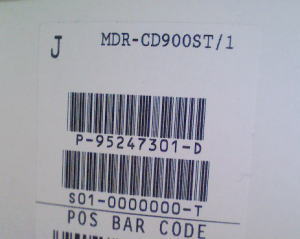 J MDR-CD900ST/1
P-95247301-D
S01-0000000-T
POS BAR CODE